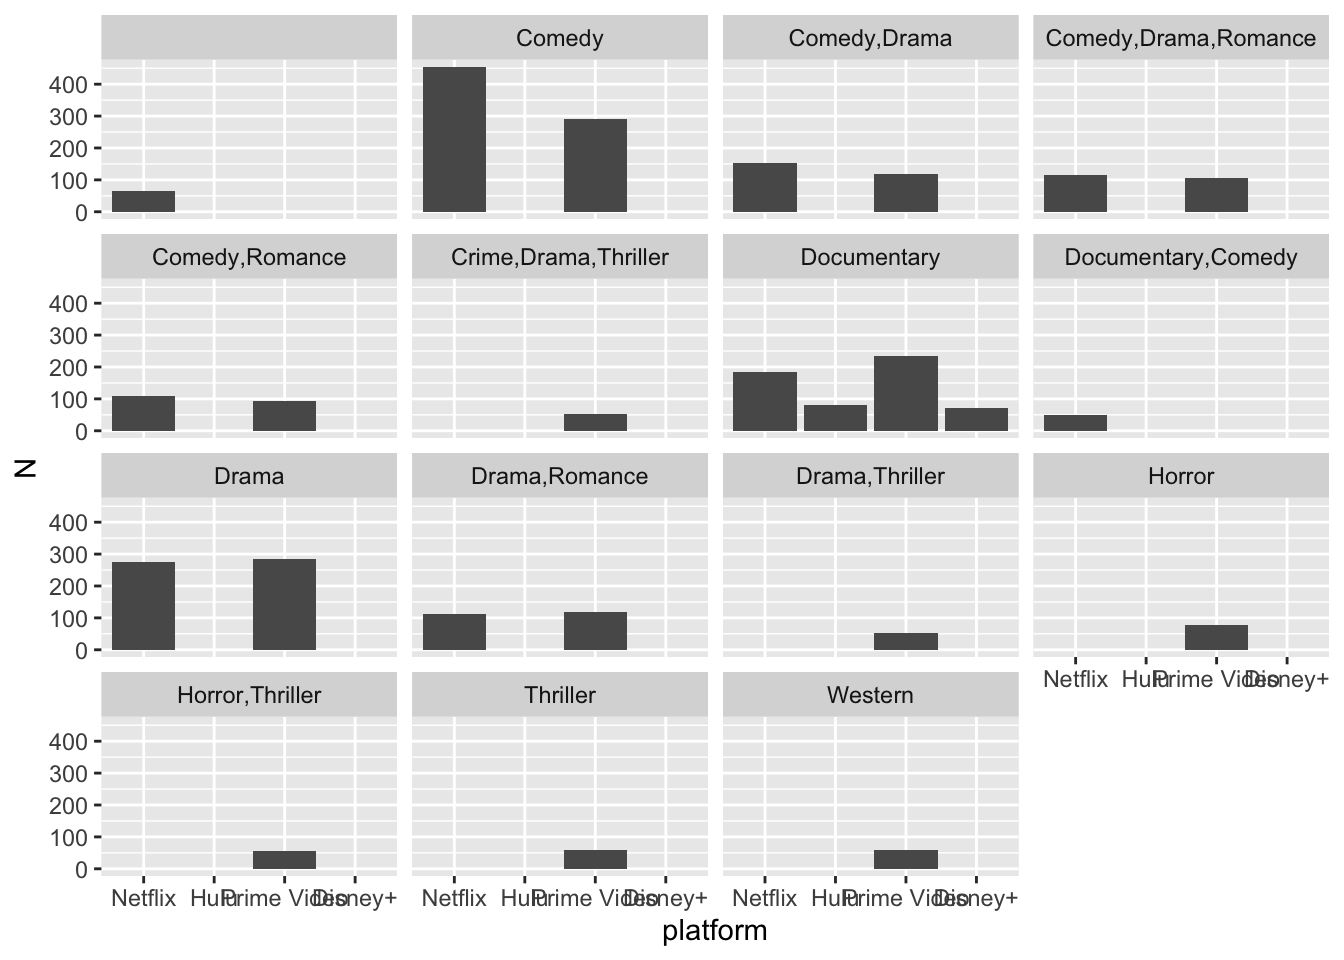 Comedy
Comedy,Drama
Comedy,Drama,Romance
400
300
200
100
0
Comedy,Romance
Crime,Drama,Thriller
Documentary
Documentary,Comedy
400
300
200
100
0
N
Drama
Drama,Romance
Drama,Thriller
Horror
400
300
200
100
0
Netflix Hulu Prime Video Disney+
Horror,Thriller
Thriller
Western
400
300
200
100
0
Netflix Hulu Prime Video Disney+
Netflix Hulu Prime Video Disney+
Netflix Hulu Prime Video Disney+
platform